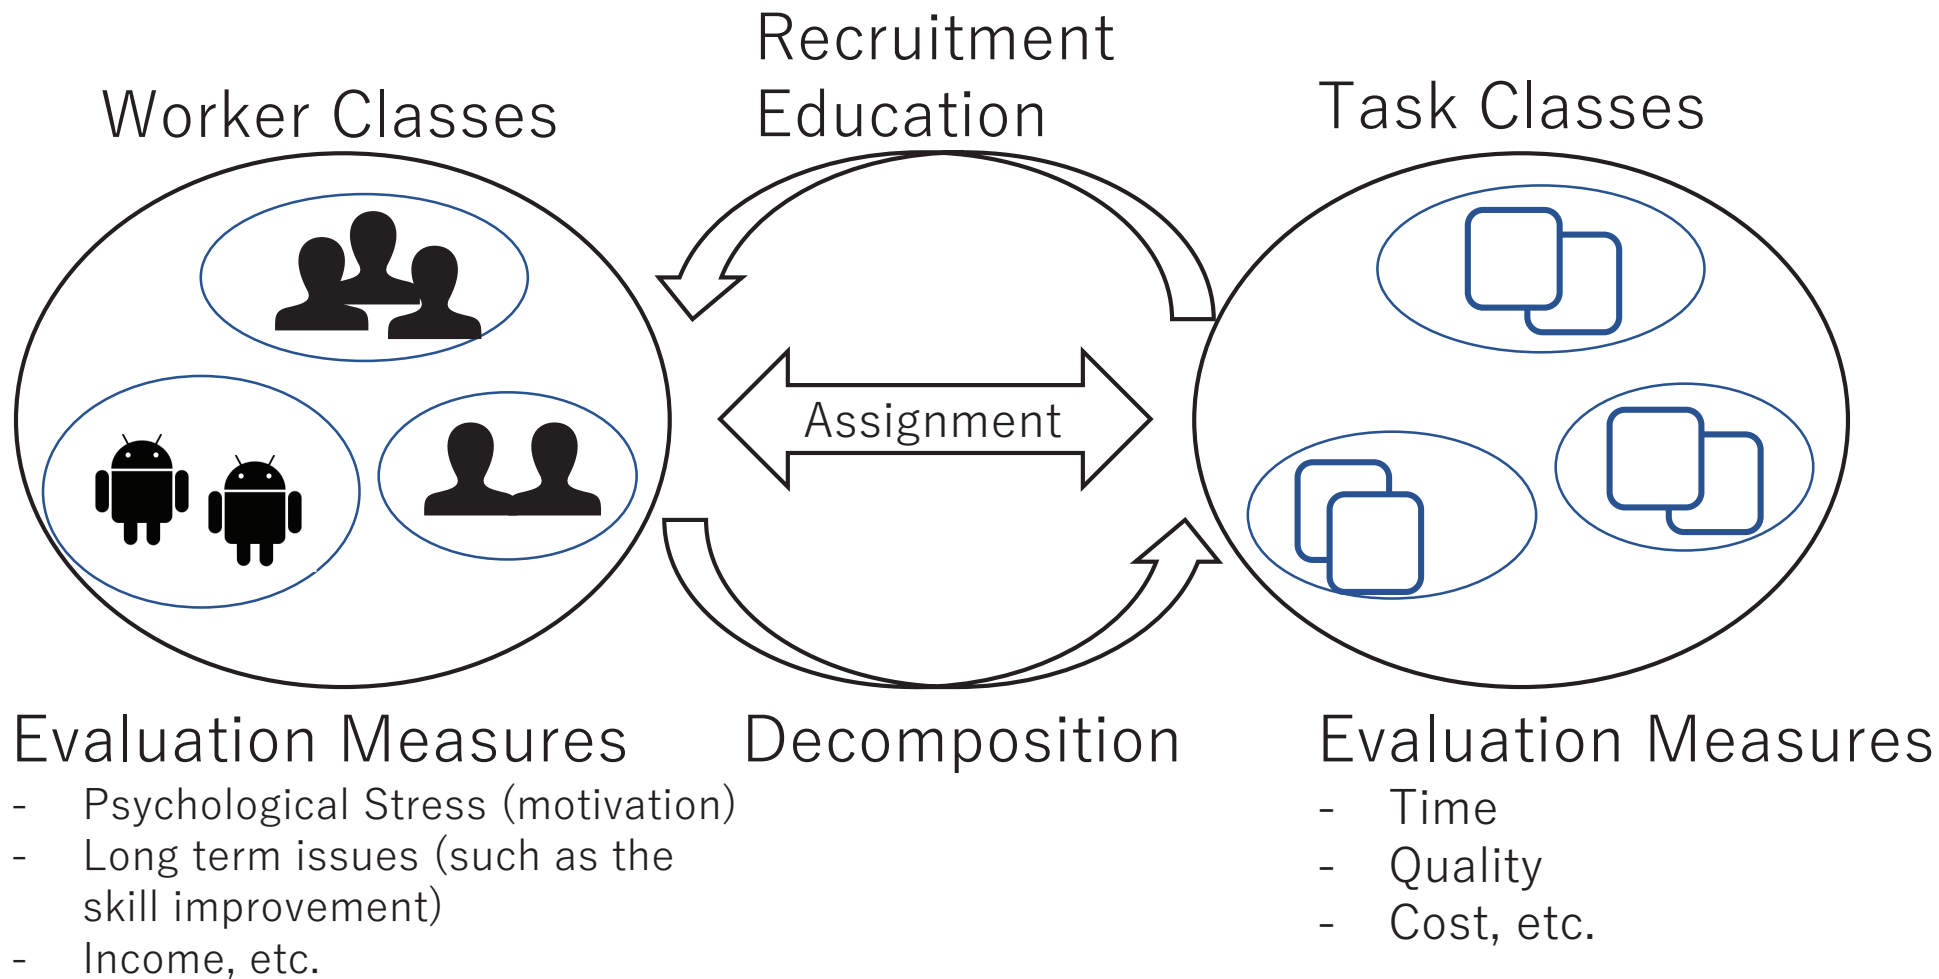 Recruitment
Education
Worker Classes
Task Classes
Assignment
Evaluation Measures
- Psychological Stress (motivation)
- Long term issues (such as the
skill improvement)
- Income, etc.
Decomposition
Evaluation Measures
- Time
- Quality
- Cost, etc.